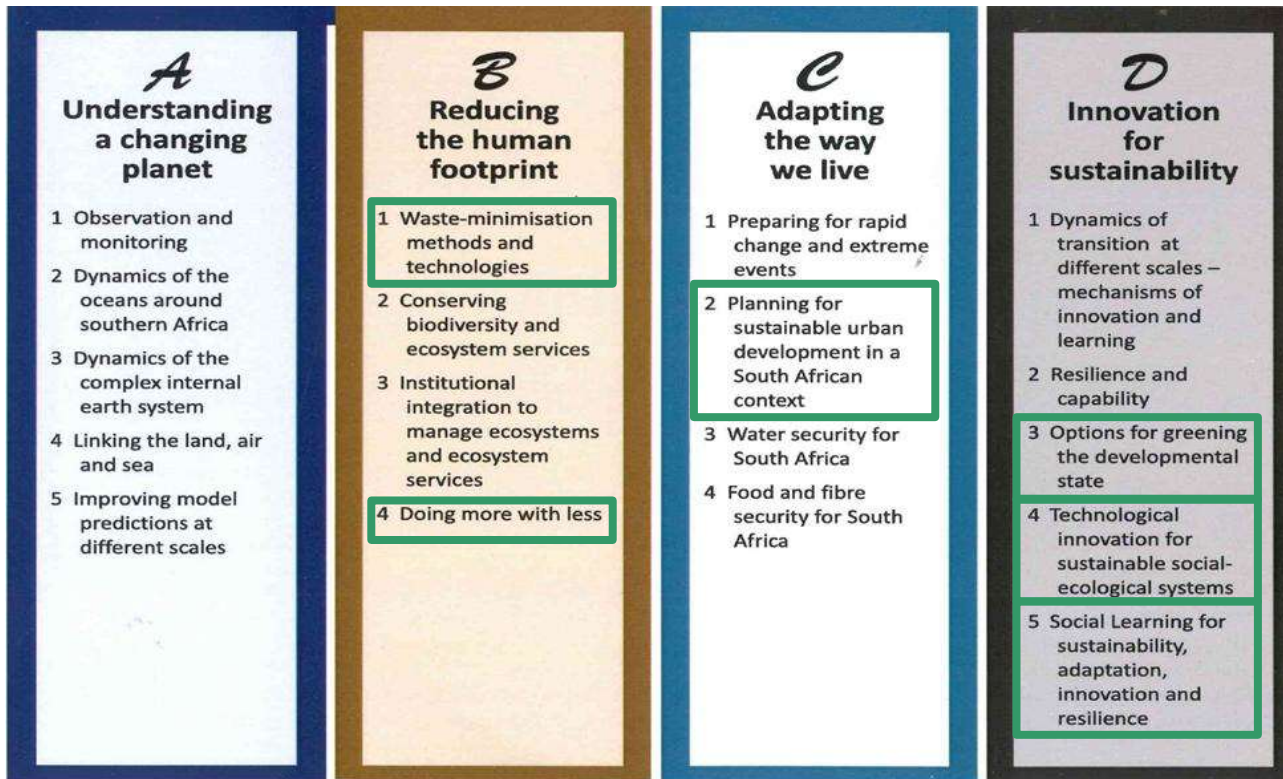 A
Understanding
a changing
planet
1 Observation and
monitoring
2 Dynamics of the
oceans around
southern Africa
3 Dynamics of the
complex internal
earth system
4 Linking the land, air
and sea
5 Improving model
predictions at
different scales
B
Reducing
the human
footprint
1 Waste-minimisation
methods and
technologies
2 Conserving
biodiversity and
ecosystem services
3 Institutional
integration to
manage ecosystems
and ecosystem
services
4 Doing more with less
C
Adapting
the way
we live
1 Preparing for rapid
change and extreme
events
2 Planning for
sustainable urban
development in a
South African
context
3 Water security for
South Africa
4 Food and fibre
security for South
Africa
D
Innovation
for
sustainability
1 Dynamics of
transition at
different scales –
mechanisms of
innovation and
learning
2 Resilience and
capability
3 Options for greening
the developmental
state
4 Technological
innovation for
sustainable social-
ecological systems
5 Social Learning for
sustainability,
adaptation,
innovation and
resilience